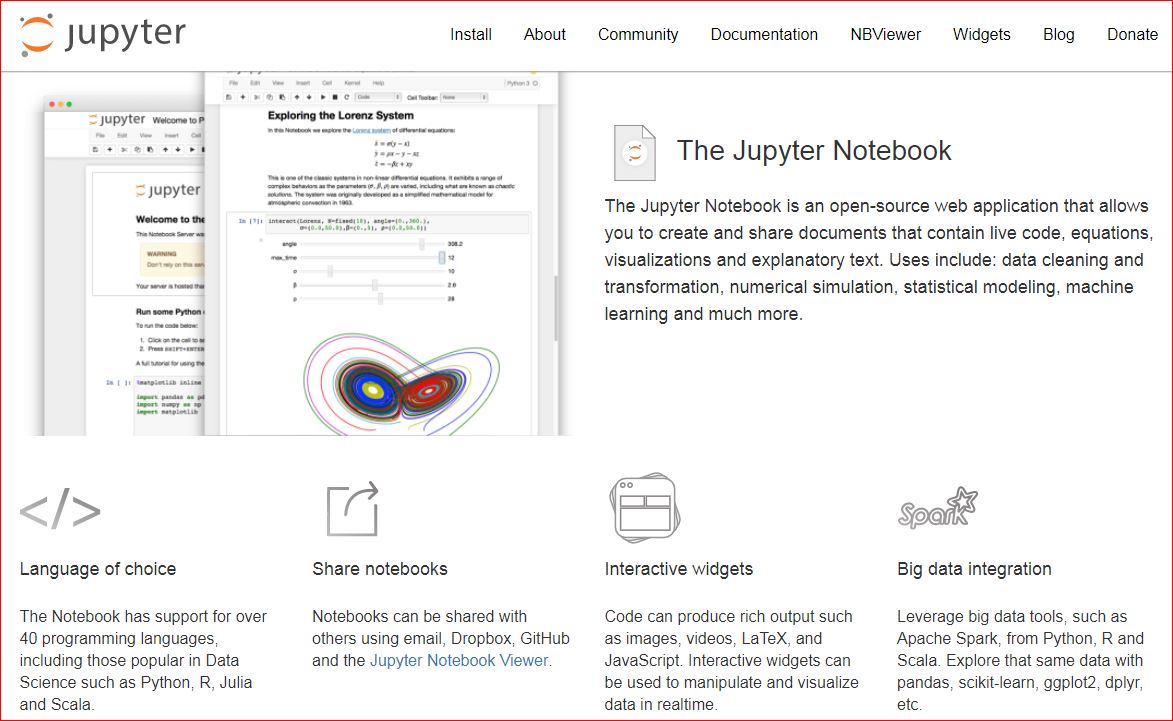 jupyter
Install About Community Documentation NBViewer Widgets Blog Donate
jupyter Welcome to P
File Edit View Insert Cell
jupyter
Welcome to the
This Notebook Server was
WARNING
Don't rely on this serv
Your server is hosted that
Run some Python
To run the code below:
1. Click on the cell to se
2. Press SHIFT+ENTER
A full tutorial for using the
In [ ]: %matplotlib inline
import pandas as pd
import numpy as np
import matplotlib
File Edit View Insert Cell Kernel Help Python 3
Code Cell Toolbar: None
Exploring the Lorenz System
In this Notebook we explore the Lorenz system of differential equations:
ẋ = σ(y − x)
ẏ = ρx − y − xz
ż = −βz + xy
This is one of the classic systems in non-linear differential equations. It exhibits a range of
complex behaviors as the parameters (σ, β, ρ) are varied, including what are known as chaotic
solutions. The system was originally developed as a simplified mathematical model for
atmospheric convection in 1963.
In [7]: interact(Lorenz, N=fixed(10), angle=(0.,360.),
σ=(0.0,50.0),β=(0.,5), ρ=(0.0,50.0))
angle 308.2
max_time 12
σ 10
β 2.6
ρ 28
The Jupyter Notebook
The Jupyter Notebook is an open-source web application that allows
you to create and share documents that contain live code, equations,
visualizations and explanatory text. Uses include: data cleaning and
transformation, numerical simulation, statistical modeling, machine
learning and much more.
</>
Language of choice
The Notebook has support for over
40 programming languages,
including those popular in Data
Science such as Python, R, Julia
and Scala.
Share notebooks
Notebooks can be shared with
others using email, Dropbox, GitHub
and the Jupyter Notebook Viewer.
Interactive widgets
Code can produce rich output such
as images, videos, LaTeX, and
JavaScript. Interactive widgets can
be used to manipulate and visualize
data in realtime.
Spark
Big data integration
Leverage big data tools, such as
Apache Spark, from Python, R and
Scala. Explore that same data with
pandas, scikit-learn, ggplot2, dplyr,
etc.